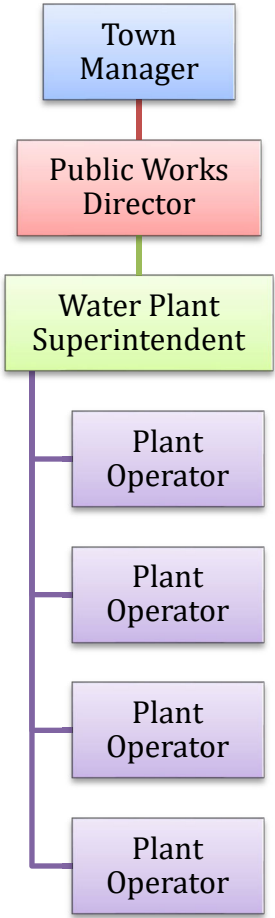 Town
Manager
Public Works
Director
Water Plant
Superintendent
Plant
Operator
Plant
Operator
Plant
Operator
Plant
Operator